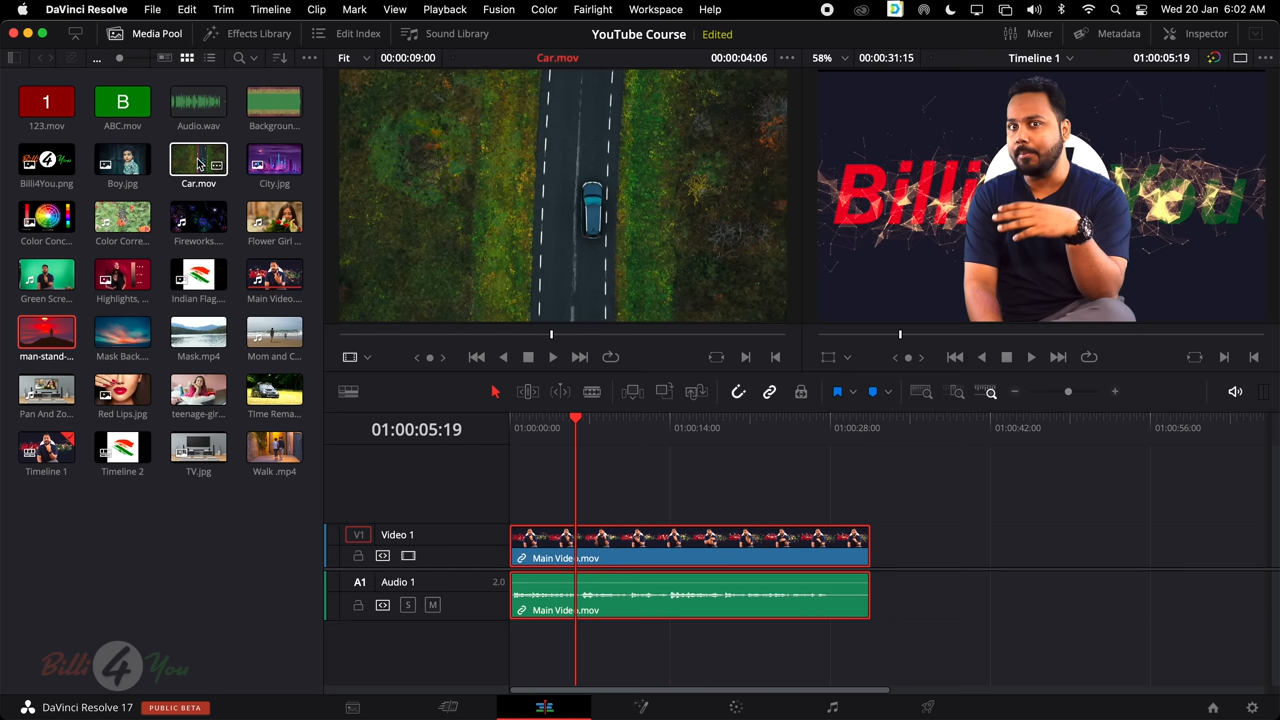 DaVinci Resolve File Edit Trim Timeline Clip Mark View Playback Fusion Color Fairlight Workspace Help Wed 20 Jan 6:02 AM
Media Pool Effects Library Edit Index Sound Library YouTube Course Edited Mixer Metadata Inspector
... Fit 00:00:09:00 Car.mov 00:00:04:06 ... 58% 00:00:31:15 Timeline 1 01:00:05:19 ...
1 B
123.mov ABC.mov Audio.wav Backgroun...
Billi 4 You
Billi4You.png Boy.jpg Car.mov City.jpg
Color Conc... Color Corre... Fireworks.... Flower Girl ...
Green Scre... Highlights, ... Indian Flag.... Main Video....
man-stand-... Mask Back.... Mask.mp4 Mom and C...
Pan And Zo... Red Lips.jpg teenage-gir... TIme Rema...
Timeline 1 Timeline 2 TV.jpg Walk .mp4
Billi You
01:00:05:19
01:00:00:00 01:00:14:00 01:00:28:00 01:00:42:00 01:00:56:00
V1 Video 1
Main Video.mov
A1 Audio 1 2.0
S M
Main Video.mov
Billi 4 You
DaVinci Resolve 17 PUBLIC BETA